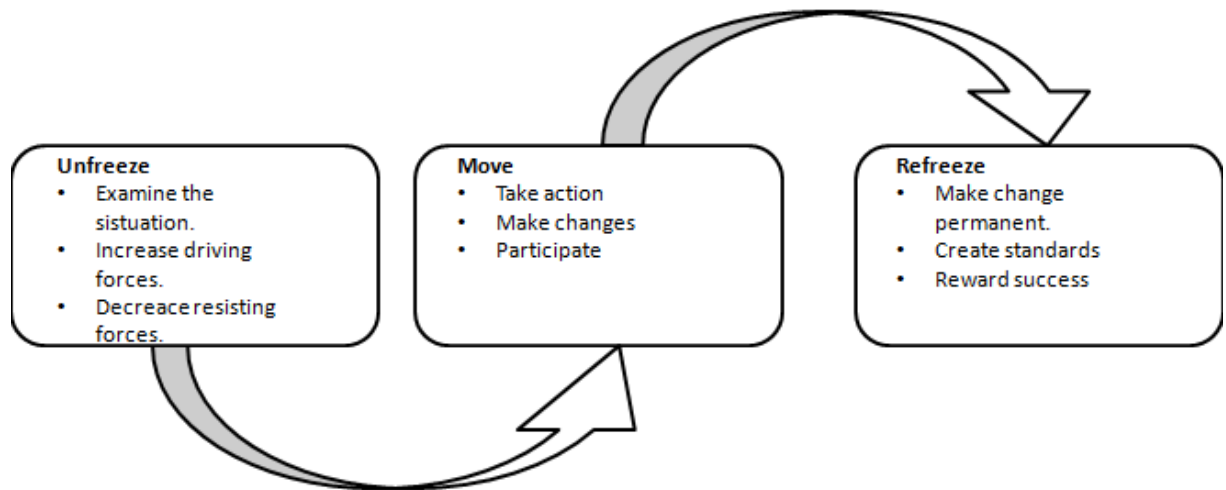 Unfreeze
• Examine the
sistuation.
• Increase driving
forces.
• Decreace resisting
forces.
Move
• Take action
• Make changes
• Participate
Refreeze
• Make change
permanent.
• Create standards
• Reward success